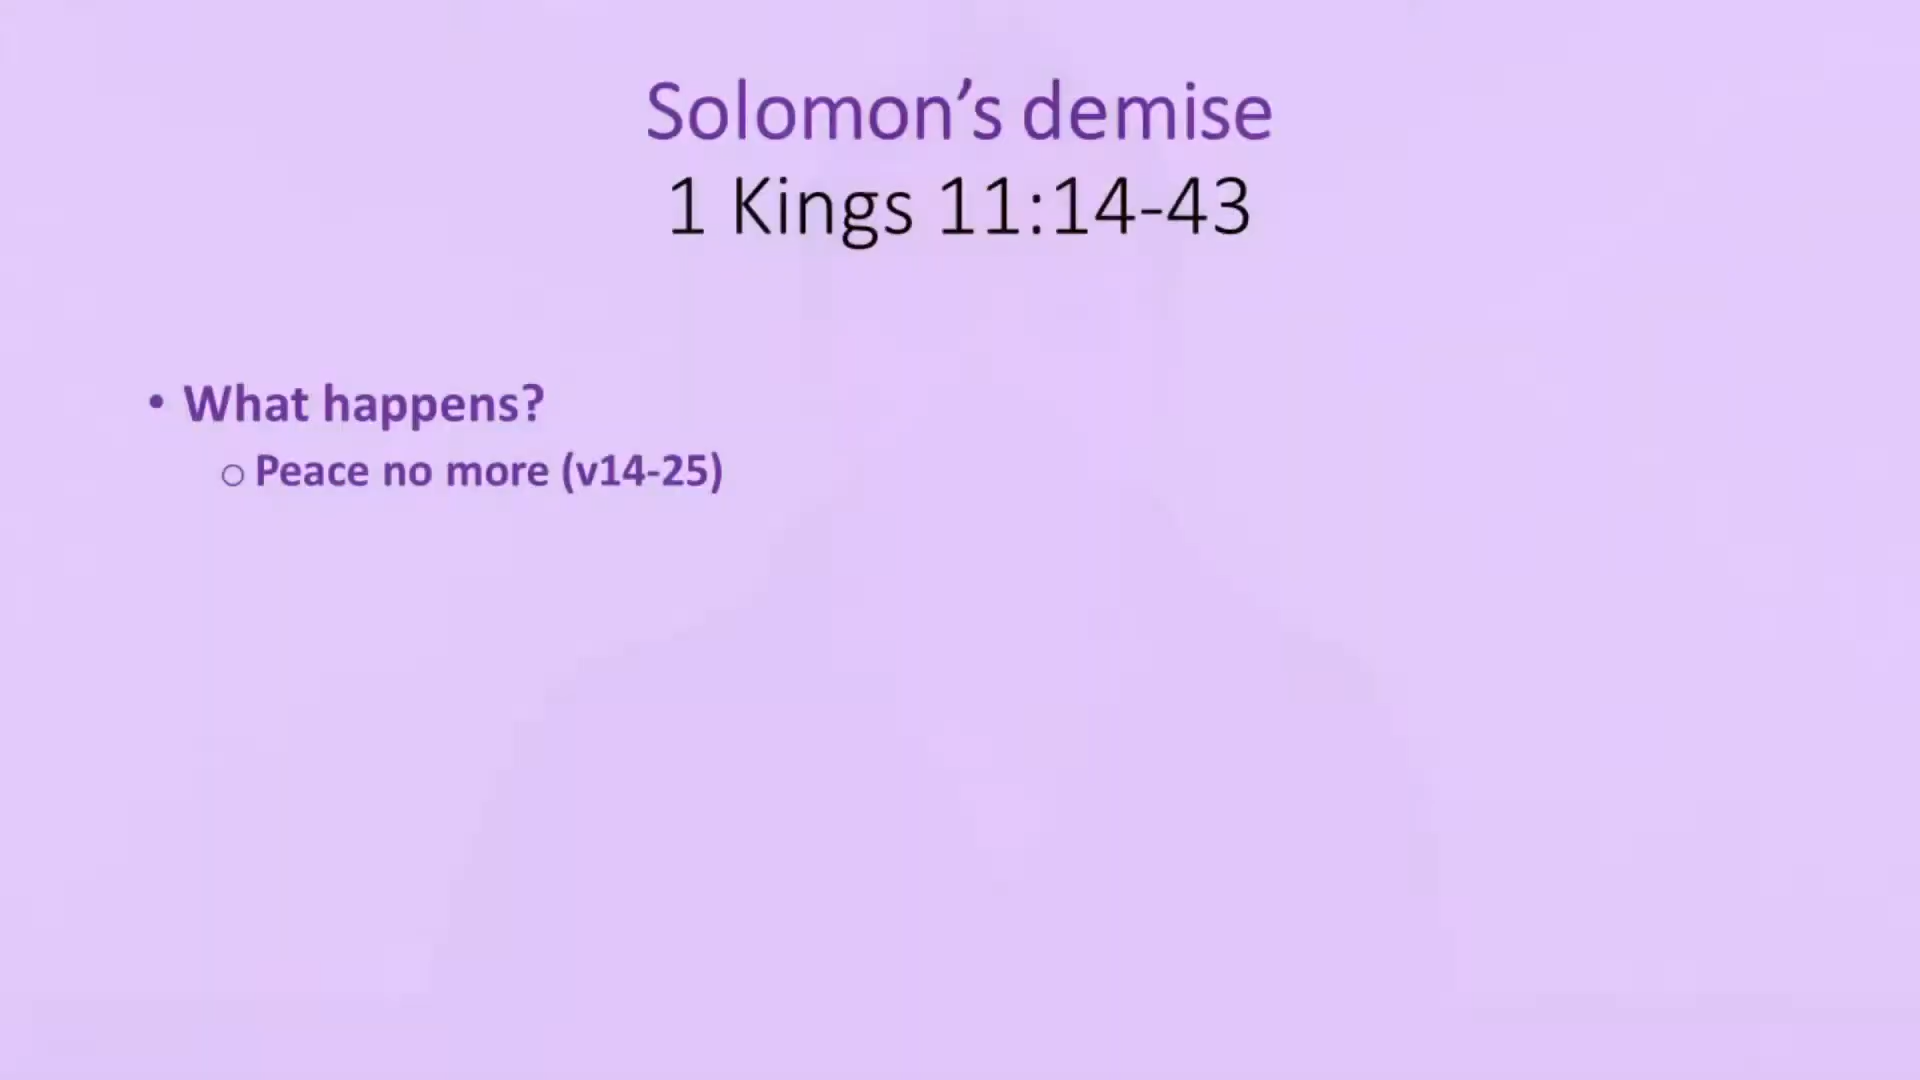 Solomon’s demise
1 Kings 11:14-43
• What happens?
○ Peace no more (v14-25)